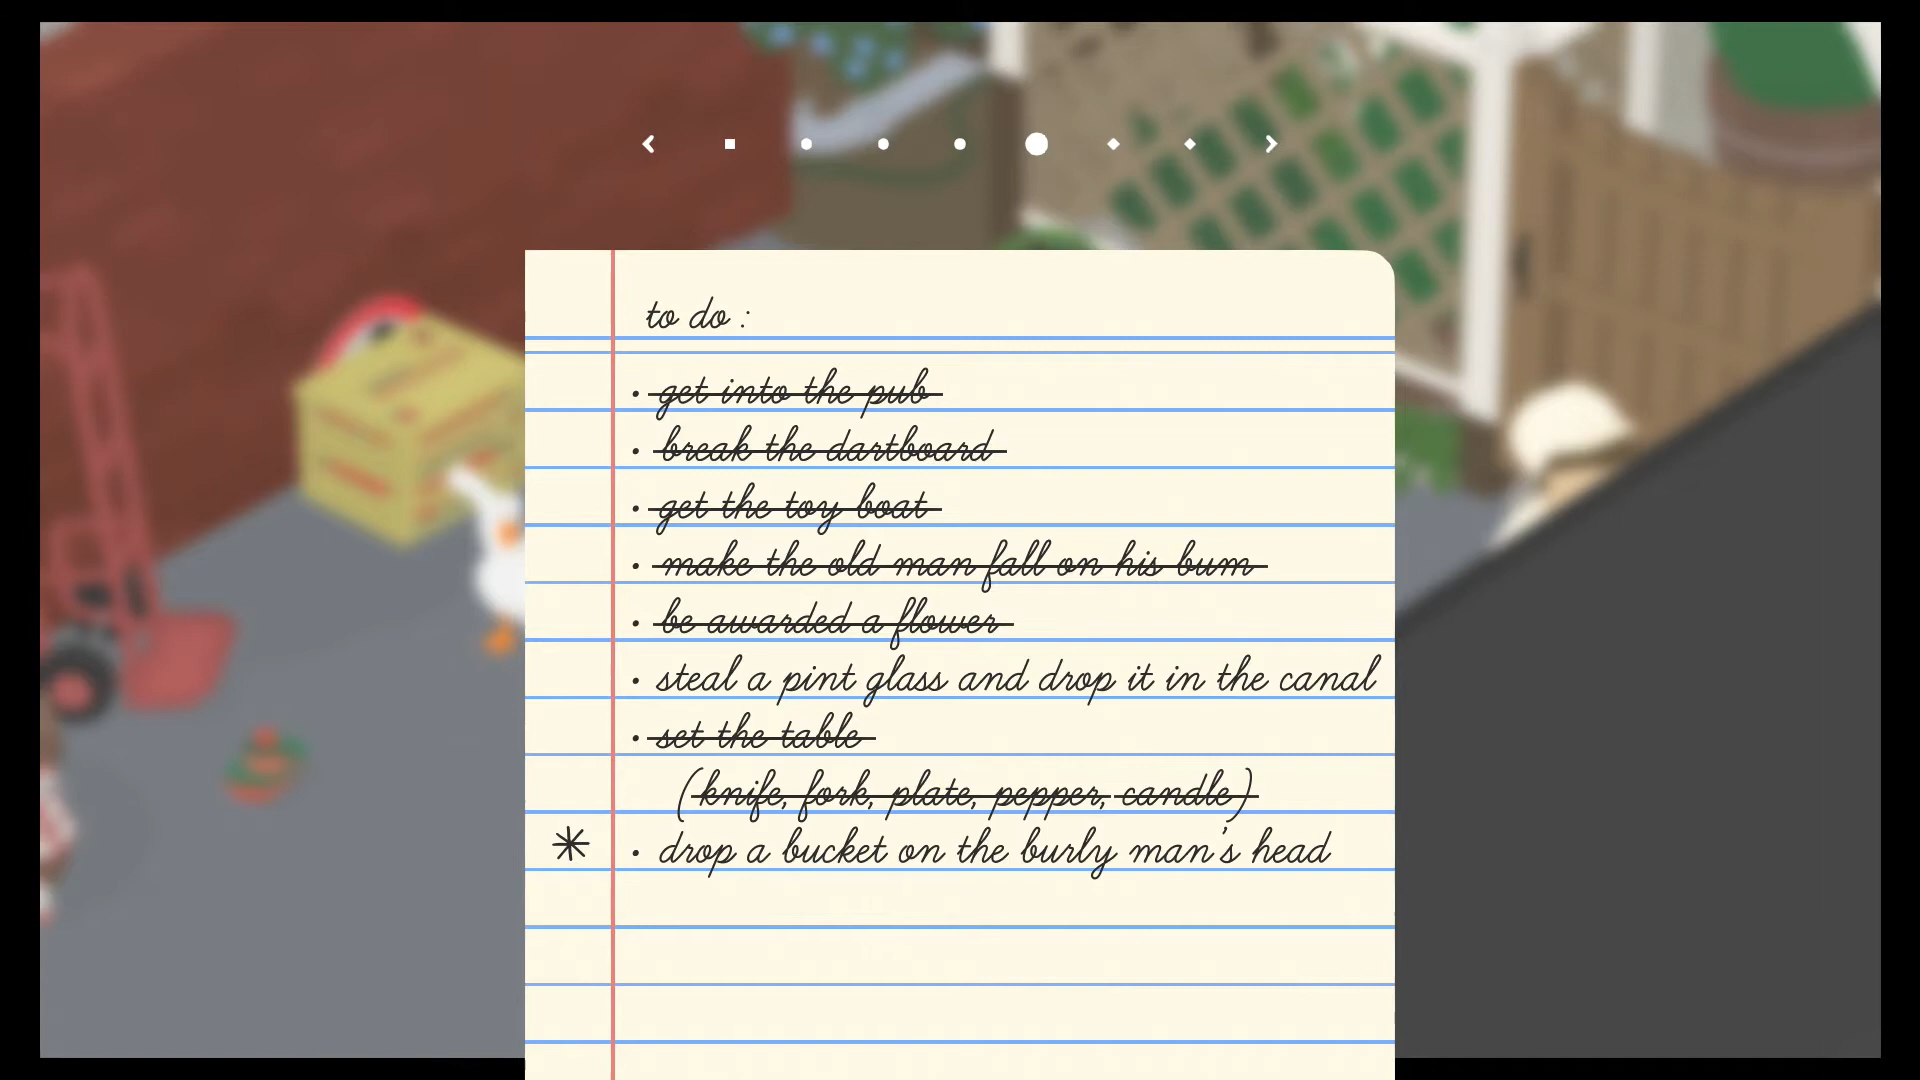 to do :
• get into the pub
• break the dartboard
• get the toy boat
• make the old man fall on his bum
• be awarded a flower
• steal a pint glass and drop it in the canal
• set the table
(knife, fork, plate, pepper, candle)
* • drop a bucket on the burly man's head